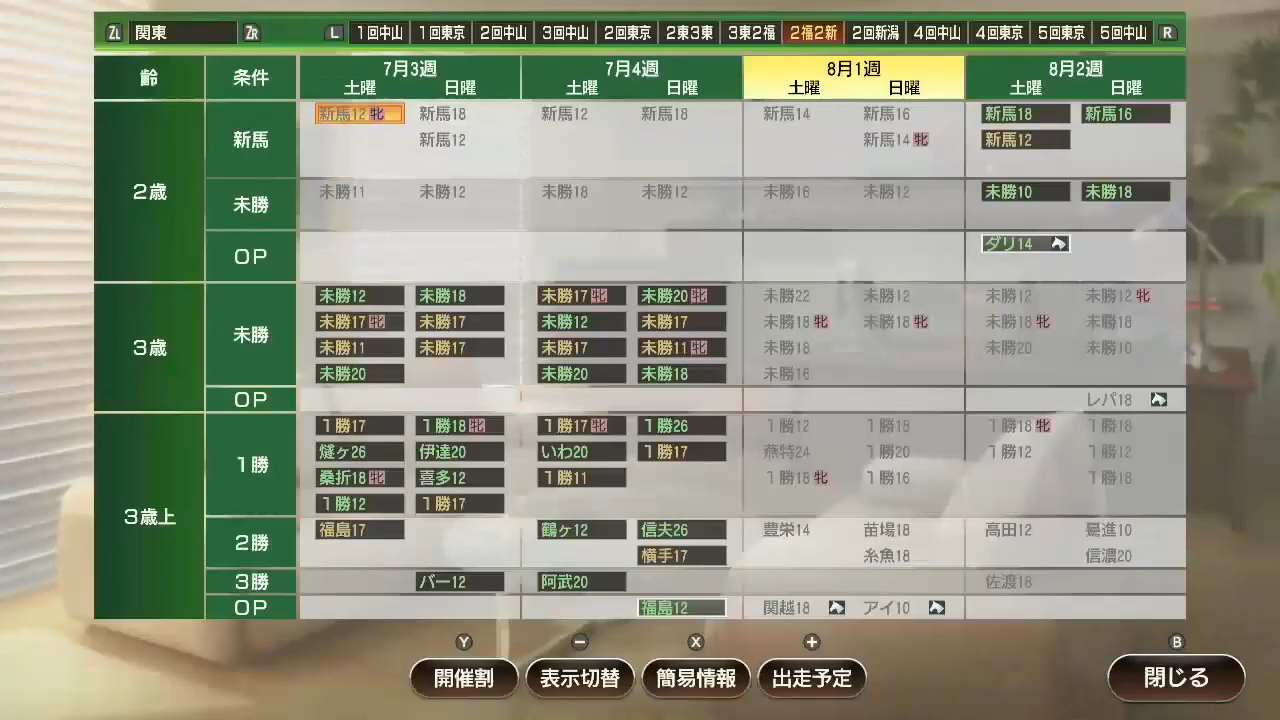 ZL 関東 ZR L 1回中山 1回東京 2回中山 3回中山 2回東京 2東3東 3東2福 2福2新 2回新潟 4回中山 4回東京 5回東京 5回中山 R
齢 条件 7月3週 7月4週 8月1週 8月2週
土曜 日曜 土曜 日曜 土曜 日曜 土曜 日曜
2歳
新馬
新馬12牝 新馬18 新馬12 新馬18 新馬14 新馬16 新馬18 新馬16
新馬12 新馬14牝 新馬12
未勝
未勝11 未勝12 未勝18 未勝12 未勝16 未勝12 未勝10 未勝18
OP
ダリ14
3歳
未勝
未勝12 未勝18 未勝17牝 未勝20牝 未勝22 未勝12 未勝12 未勝12牝
未勝17牝 未勝17 未勝12 未勝17 未勝18牝 未勝18牝 未勝18牝 未勝18
未勝11 未勝17 未勝17 未勝11牝 未勝18 未勝20 未勝10
未勝20 未勝20 未勝18 未勝16
OP
レパ18
3歳上
1勝
1勝17 1勝18牝 1勝17牝 1勝26 1勝12 1勝18 1勝18牝 1勝18
燧ヶ26 伊達20 いわ20 1勝17 燕特24 1勝20 1勝12 1勝12
桑折18牝 喜多12 1勝11 1勝18牝 1勝16 1勝18
1勝12 1勝17
2勝
福島17 鶴ヶ12 信夫26 豊栄14 苗場18 高田12 驀進10
横手17 糸魚18 信濃20
3勝
バー12 阿武20 佐渡18
OP
福島12 関越18 アイ10
Y − X + B
開催割 表示切替 簡易情報 出走予定 閉じる